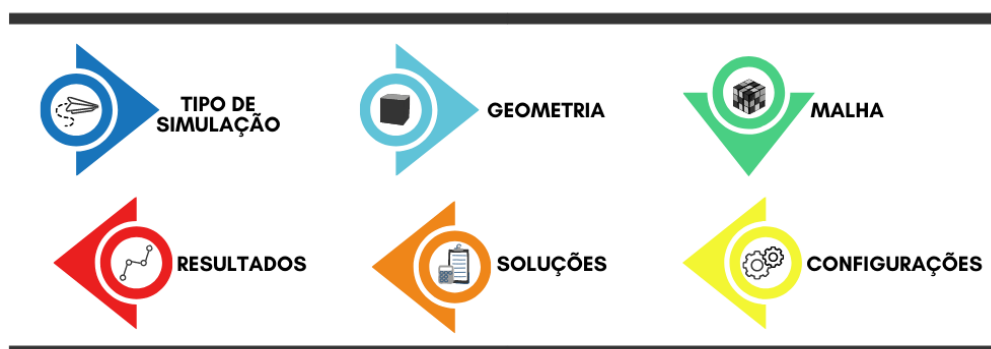 TIPO DE
SIMULAÇÃO
GEOMETRIA
MALHA
RESULTADOS
SOLUÇÕES
CONFIGURAÇÕES